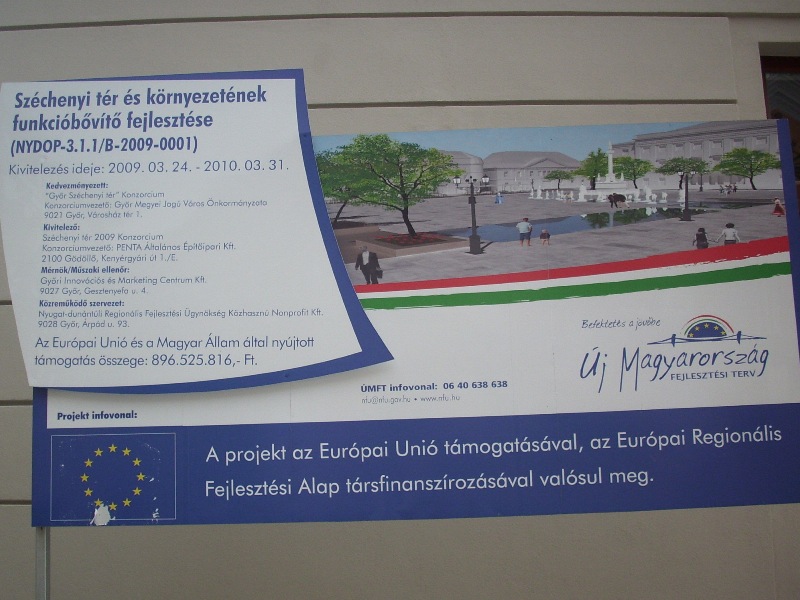 Széchenyi tér és környezetének
funkcióbővítő fejlesztése
(NYDOP-3.1.1/B-2009-0001)
Kivitelezés ideje: 2009. 03. 24. - 2010. 03. 31.
Kedvezményezett:
"Győr Széchenyi tér" Konzorcium
Konzorciumvezető: Győr Megyei Jogú Város Önkormányzata
9021 Győr, Városház tér 1.
Kivitelező:
Széchenyi tér 2009 Konzorcium
Konzorciumvezető: PENTA Általános Építőipari Kft.
2100 Gödöllő, Kenyérgyári út 1./E.
Mérnök/Műszaki ellenőr:
Győri Innovációs és Marketing Centrum Kft.
9027 Győr, Gesztenyefa u. 4.
Közreműködő szervezet:
Nyugat-dunántúli Regionális Fejlesztési Ügynökség Közhasznú Nonprofit Kft.
9028 Győr, Árpád u. 93.
Az Európai Unió és a Magyar Állam által nyújtott
támogatás összege: 896.525.816,- Ft.
Befektetés a jövőbe
Új Magyarország
FEJLESZTÉSI TERV
ÚMFT infovonal: 06 40 638 638
nfu@nfu.gov.hu • www.nfu.hu
Projekt infovonal:
A projekt az Európai Unió támogatásával, az Európai Regionális
Fejlesztési Alap társfinanszírozásával valósul meg.